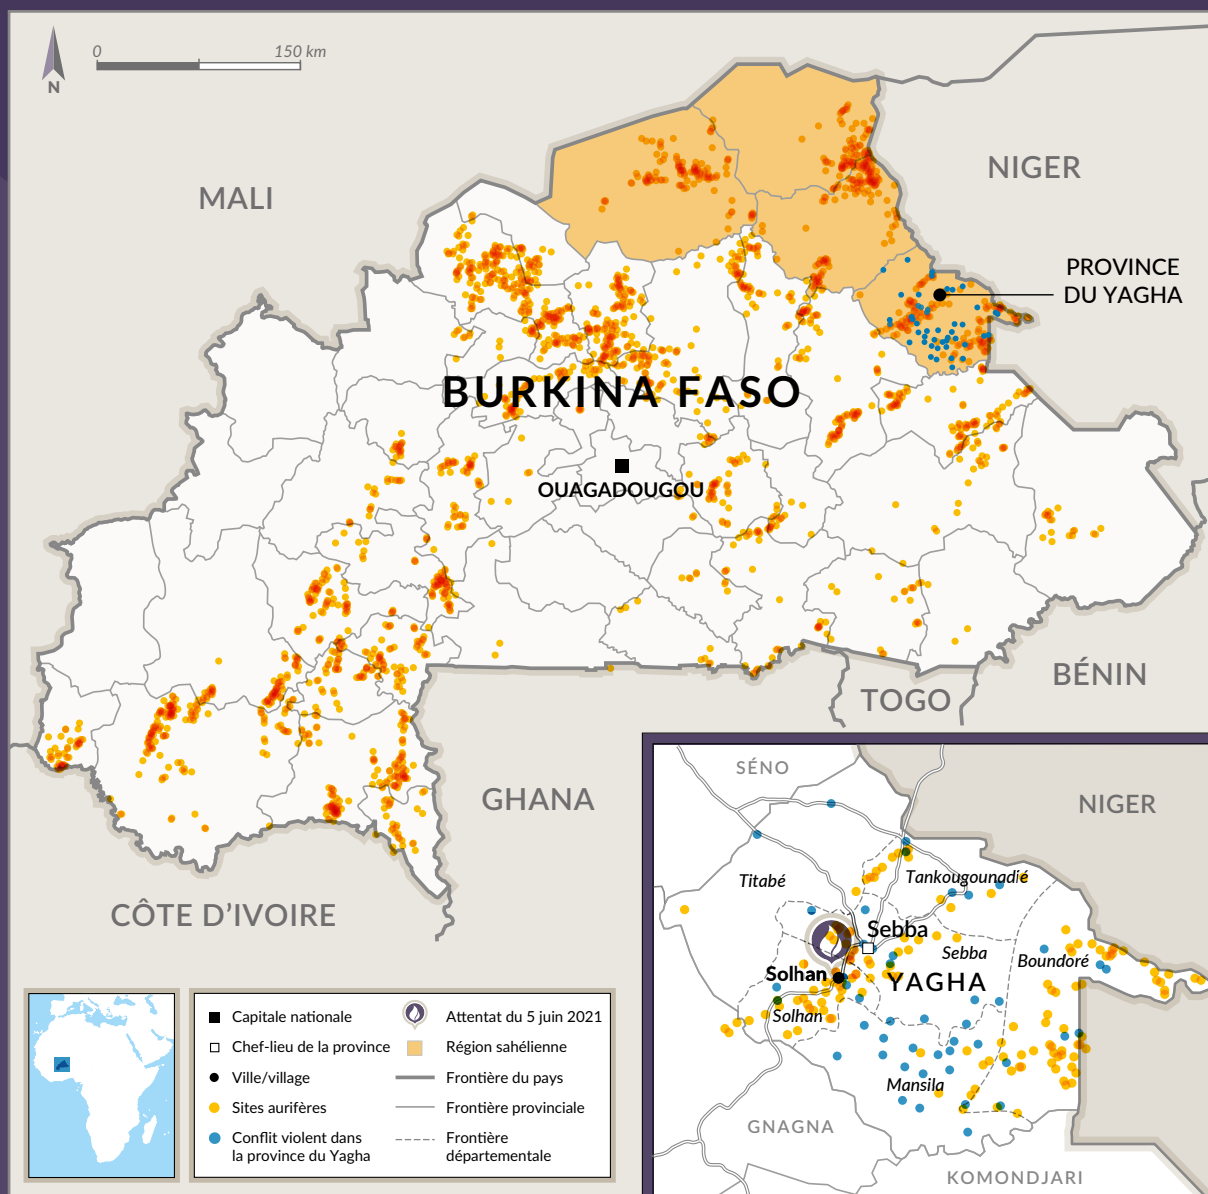 0 150 km
N
MALI
NIGER
PROVINCE
DU YAGHA
BURKINA FASO
OUAGADOUGOU
BÉNIN
TOGO
GHANA
CÔTE D'IVOIRE
SÉNO
NIGER
Titabé
Tankougounadié
Sebba
Sebba
Boundoré
Solhan
YAGHA
Solhan
Mansila
GNAGNA
KOMONDJARI
Capitale nationale
Chef-lieu de la province
Ville/village
Sites aurifères
Conflit violent dans
la province du Yagha
Attentat du 5 juin 2021
Région sahélienne
Frontière du pays
Frontière provinciale
Frontière
départementale